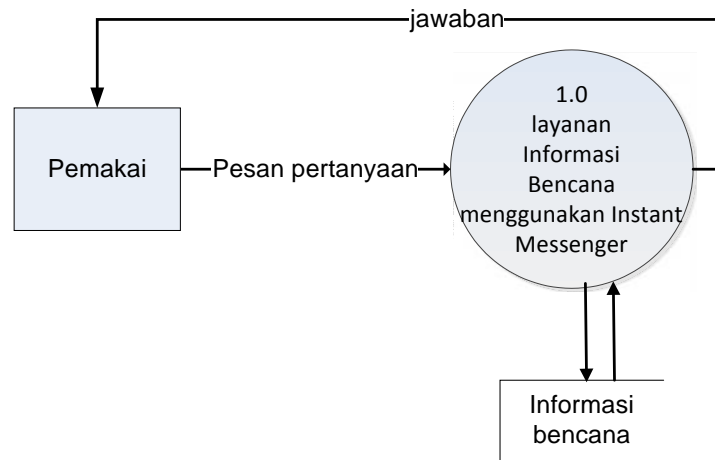 jawaban
Pemakai
Pesan pertanyaan
1.0
layanan
Informasi
Bencana
menggunakan Instant
Messenger
Informasi
bencana